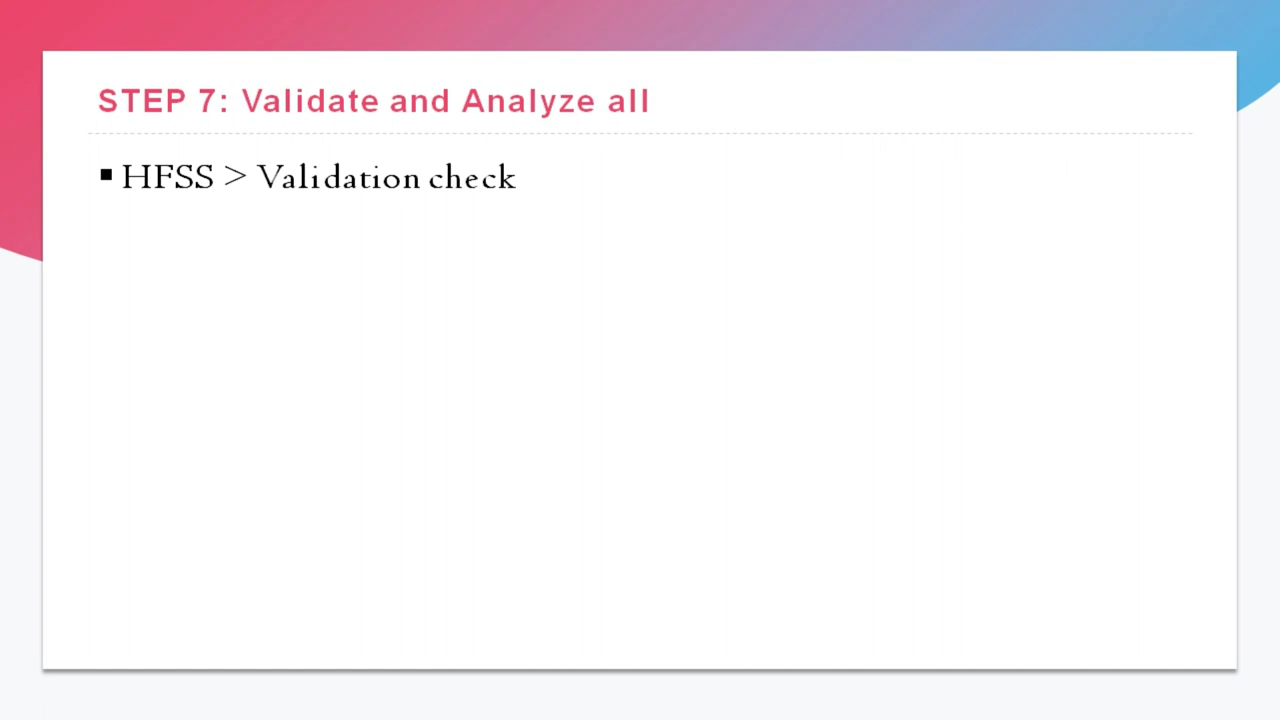 STEP 7: Validate and Analyze all
▪ HFSS > Validation check